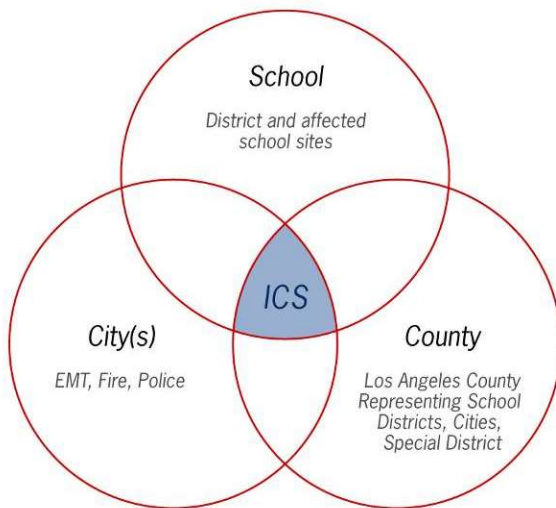 School
District and affected
school sites
ICS
City(s)
EMT, Fire, Police
County
Los Angeles County
Representing School
Districts, Cities,
Special District